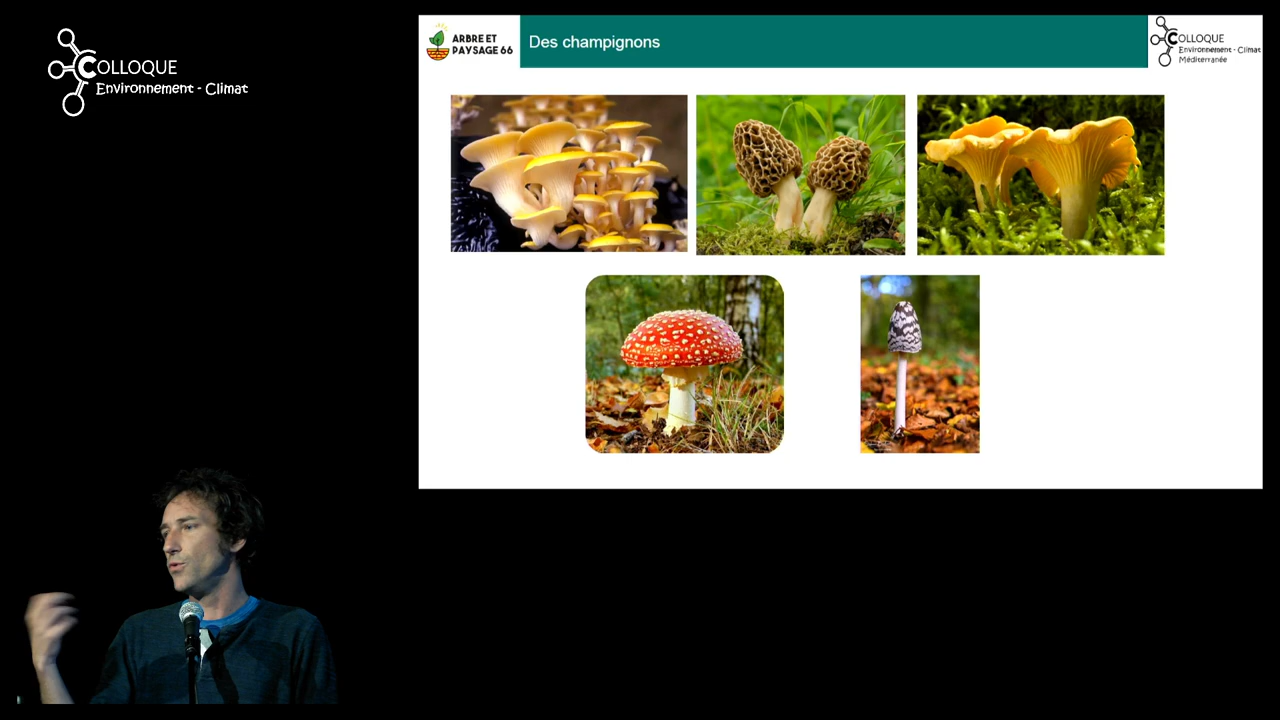 COLLOQUE
Environnement - Climat
ARBRE ET
PAYSAGE 66
Des champignons
COLLOQUE
Environnement - Climat
Méditerranée